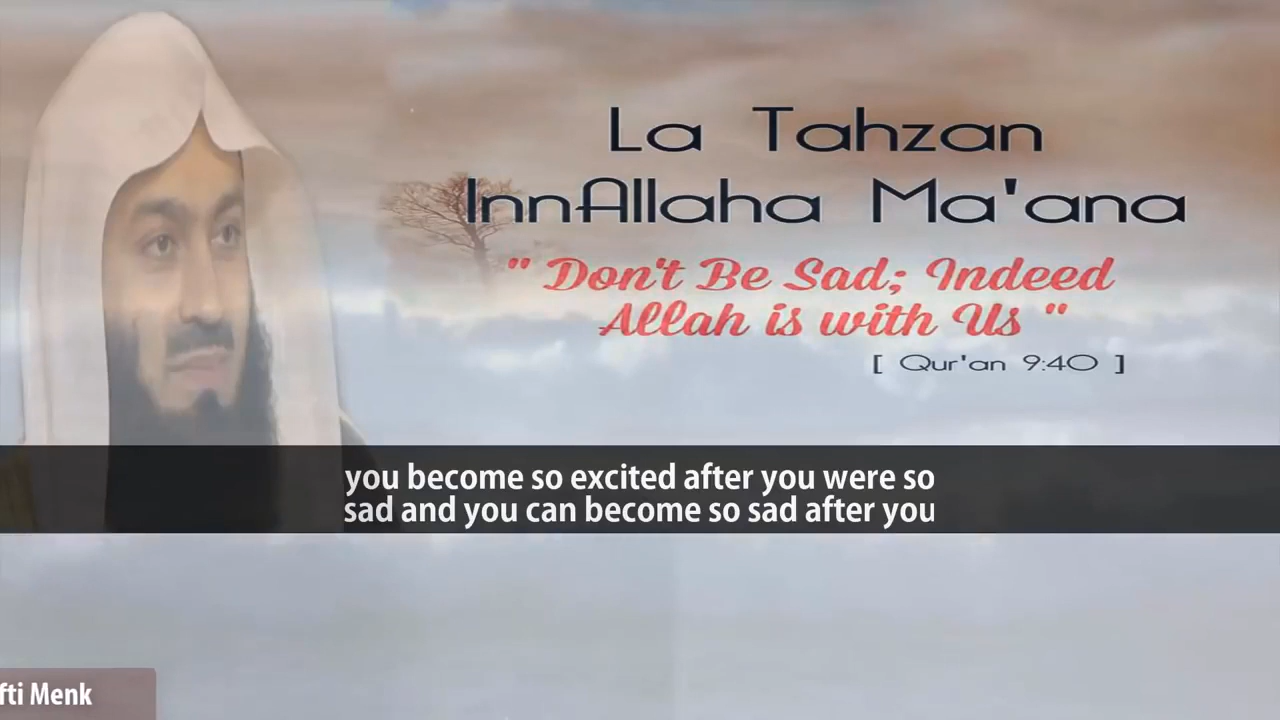 La Tahzan
InnAllaha Ma'ana
" Don't Be Sad; Indeed
Allah is with Us "
[ Qur'an 9:40 ]
you become so excited after you were so
sad and you can become so sad after you
fti Menk